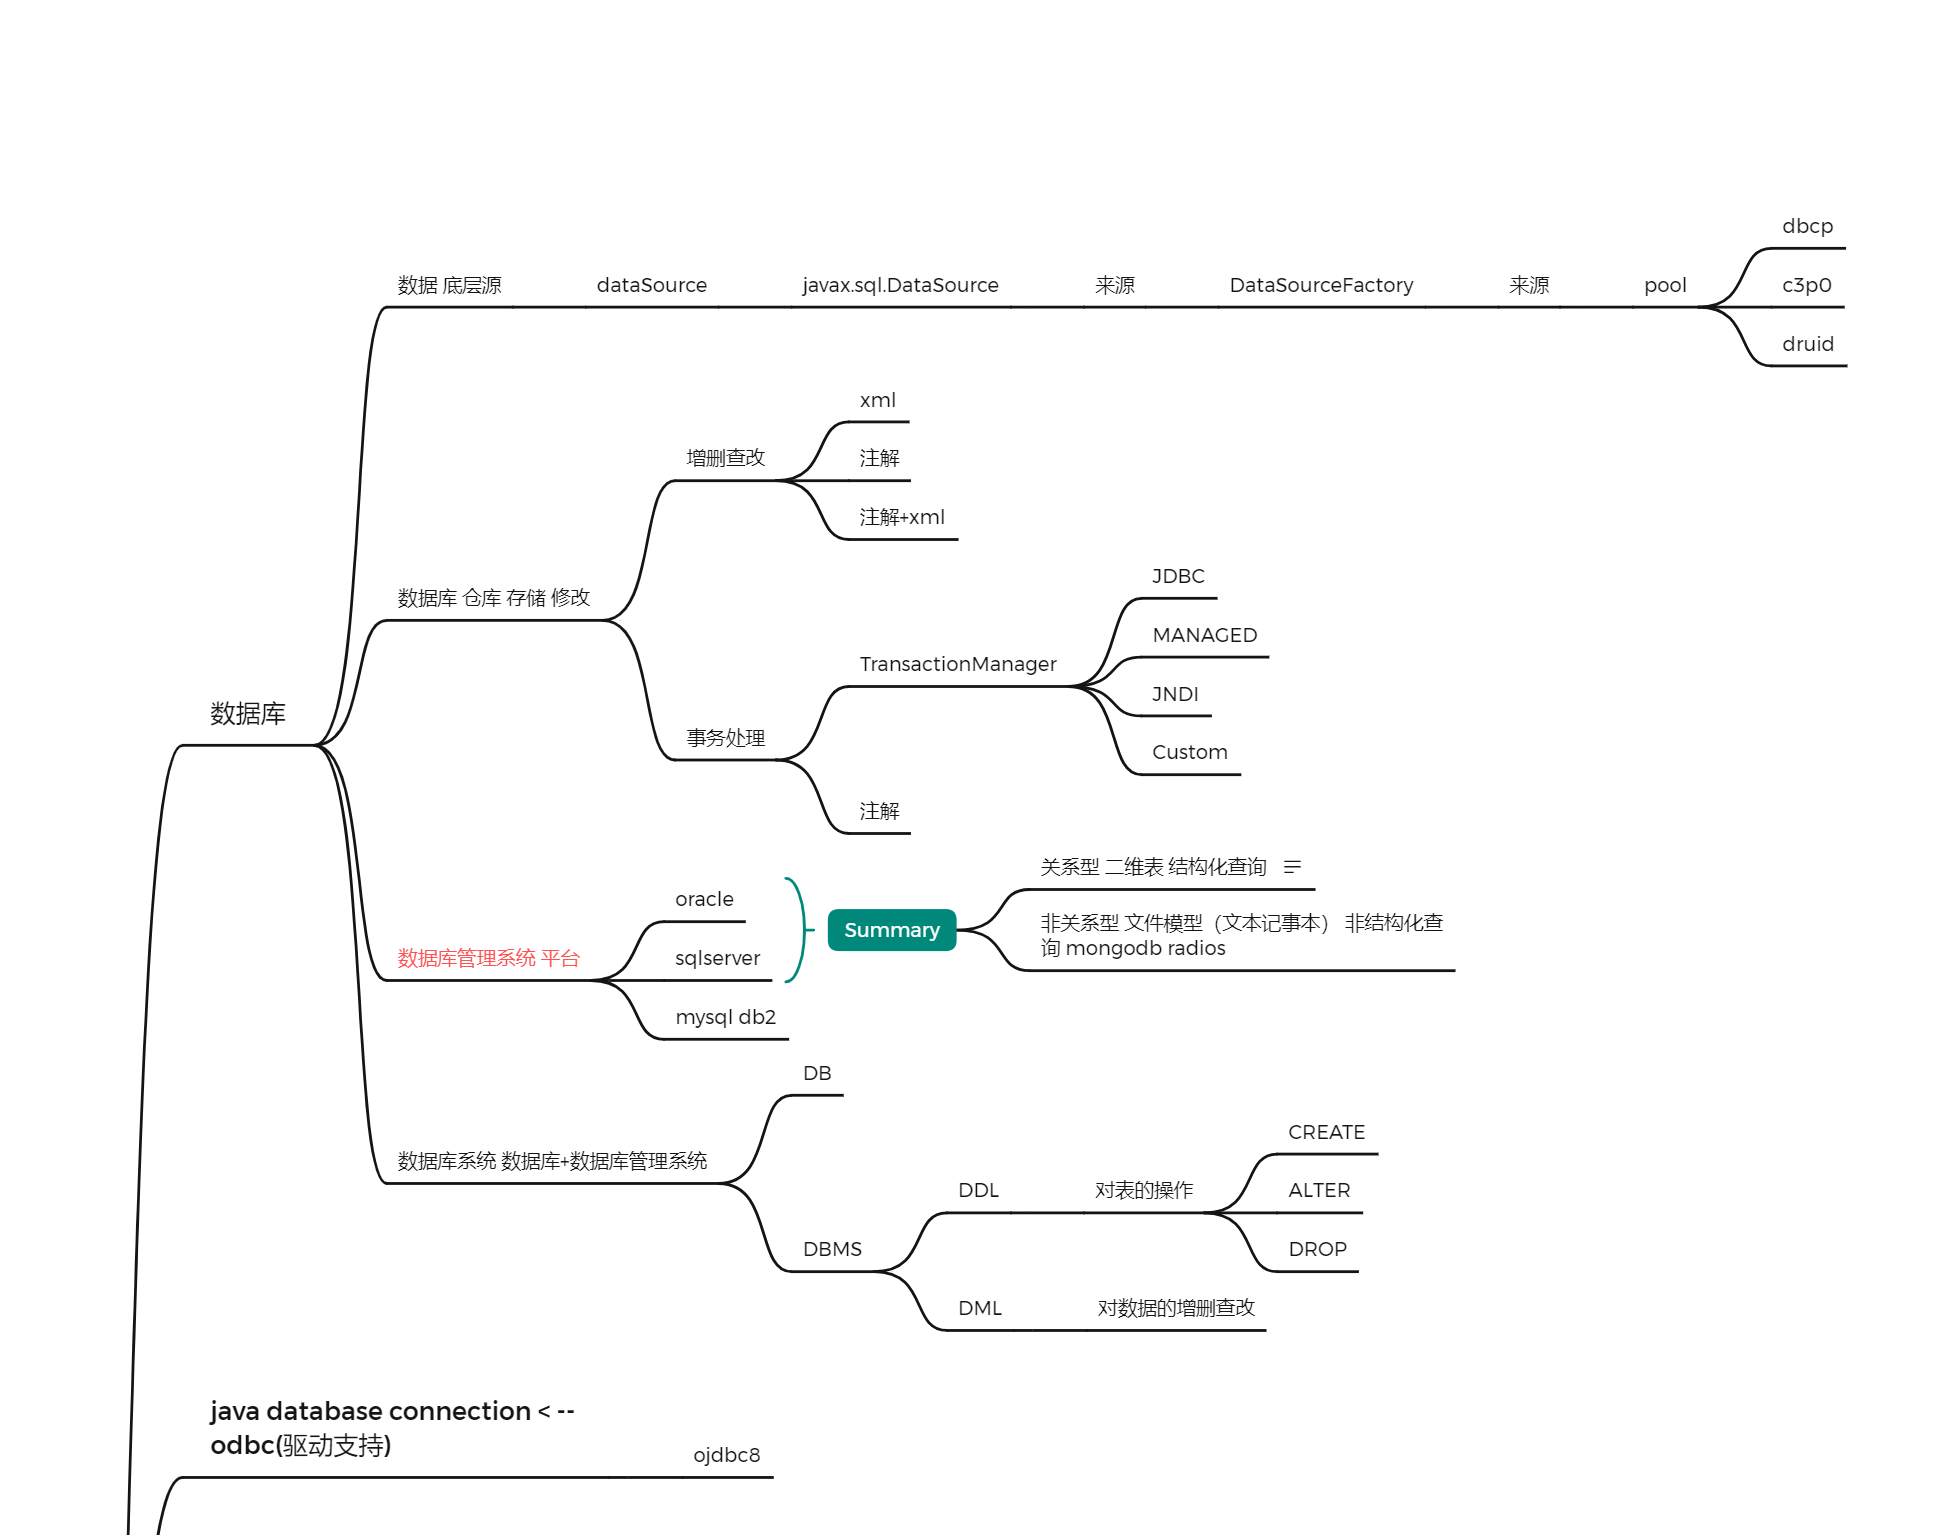 数据库
数据 底层源
dataSource
javax.sql.DataSource
来源
DataSourceFactory
来源
pool
dbcp
c3p0
druid
数据库 仓库 存储 修改
增删查改
xml
注解
注解+xml
事务处理
TransactionManager
JDBC
MANAGED
JNDI
Custom
注解
数据库管理系统 平台
oracle
sqlserver
mysql db2
Summary
关系型 二维表 结构化查询
非关系型 文件模型（文本记事本） 非结构化查
询 mongodb radios
数据库系统 数据库+数据库管理系统
DB
DBMS
DDL
对表的操作
CREATE
ALTER
DROP
DML
对数据的增删查改
java database connection < --
odbc(驱动支持)
ojdbc8